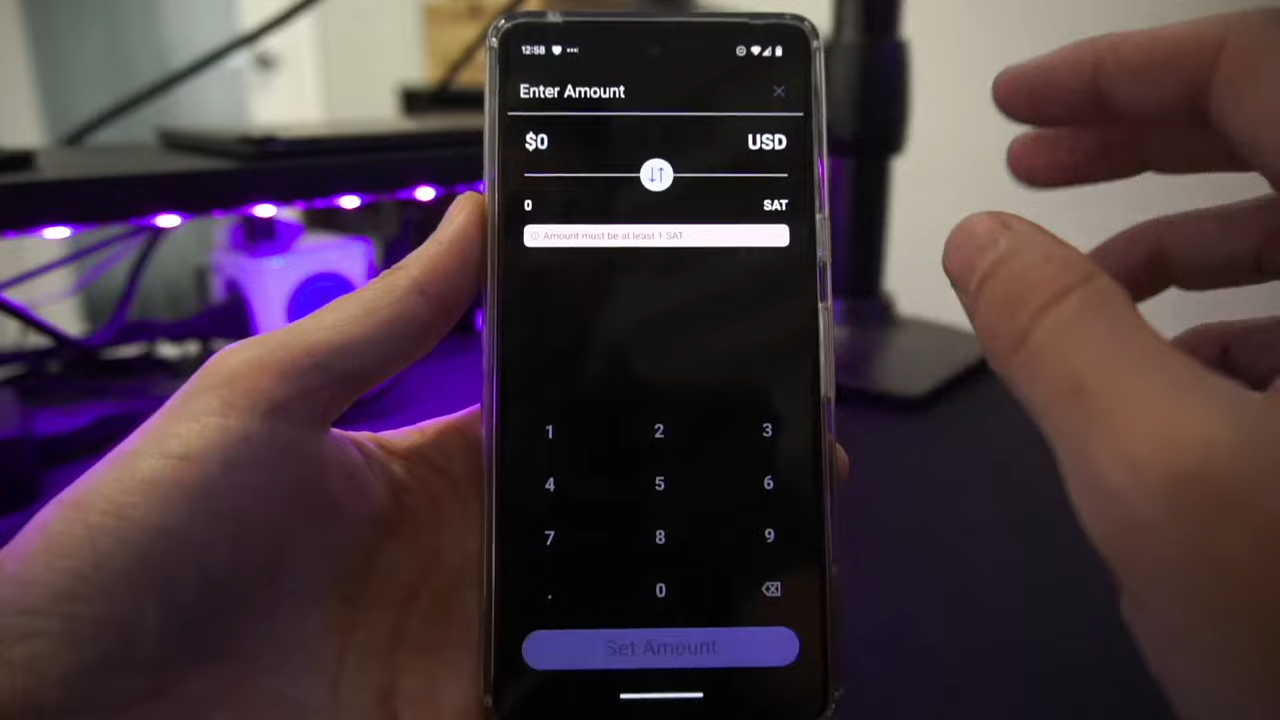 12:58
Enter Amount
$0 USD
0 SAT
Amount must be at least 1 SAT
1 2 3
4 5 6
7 8 9
. 0
Set Amount